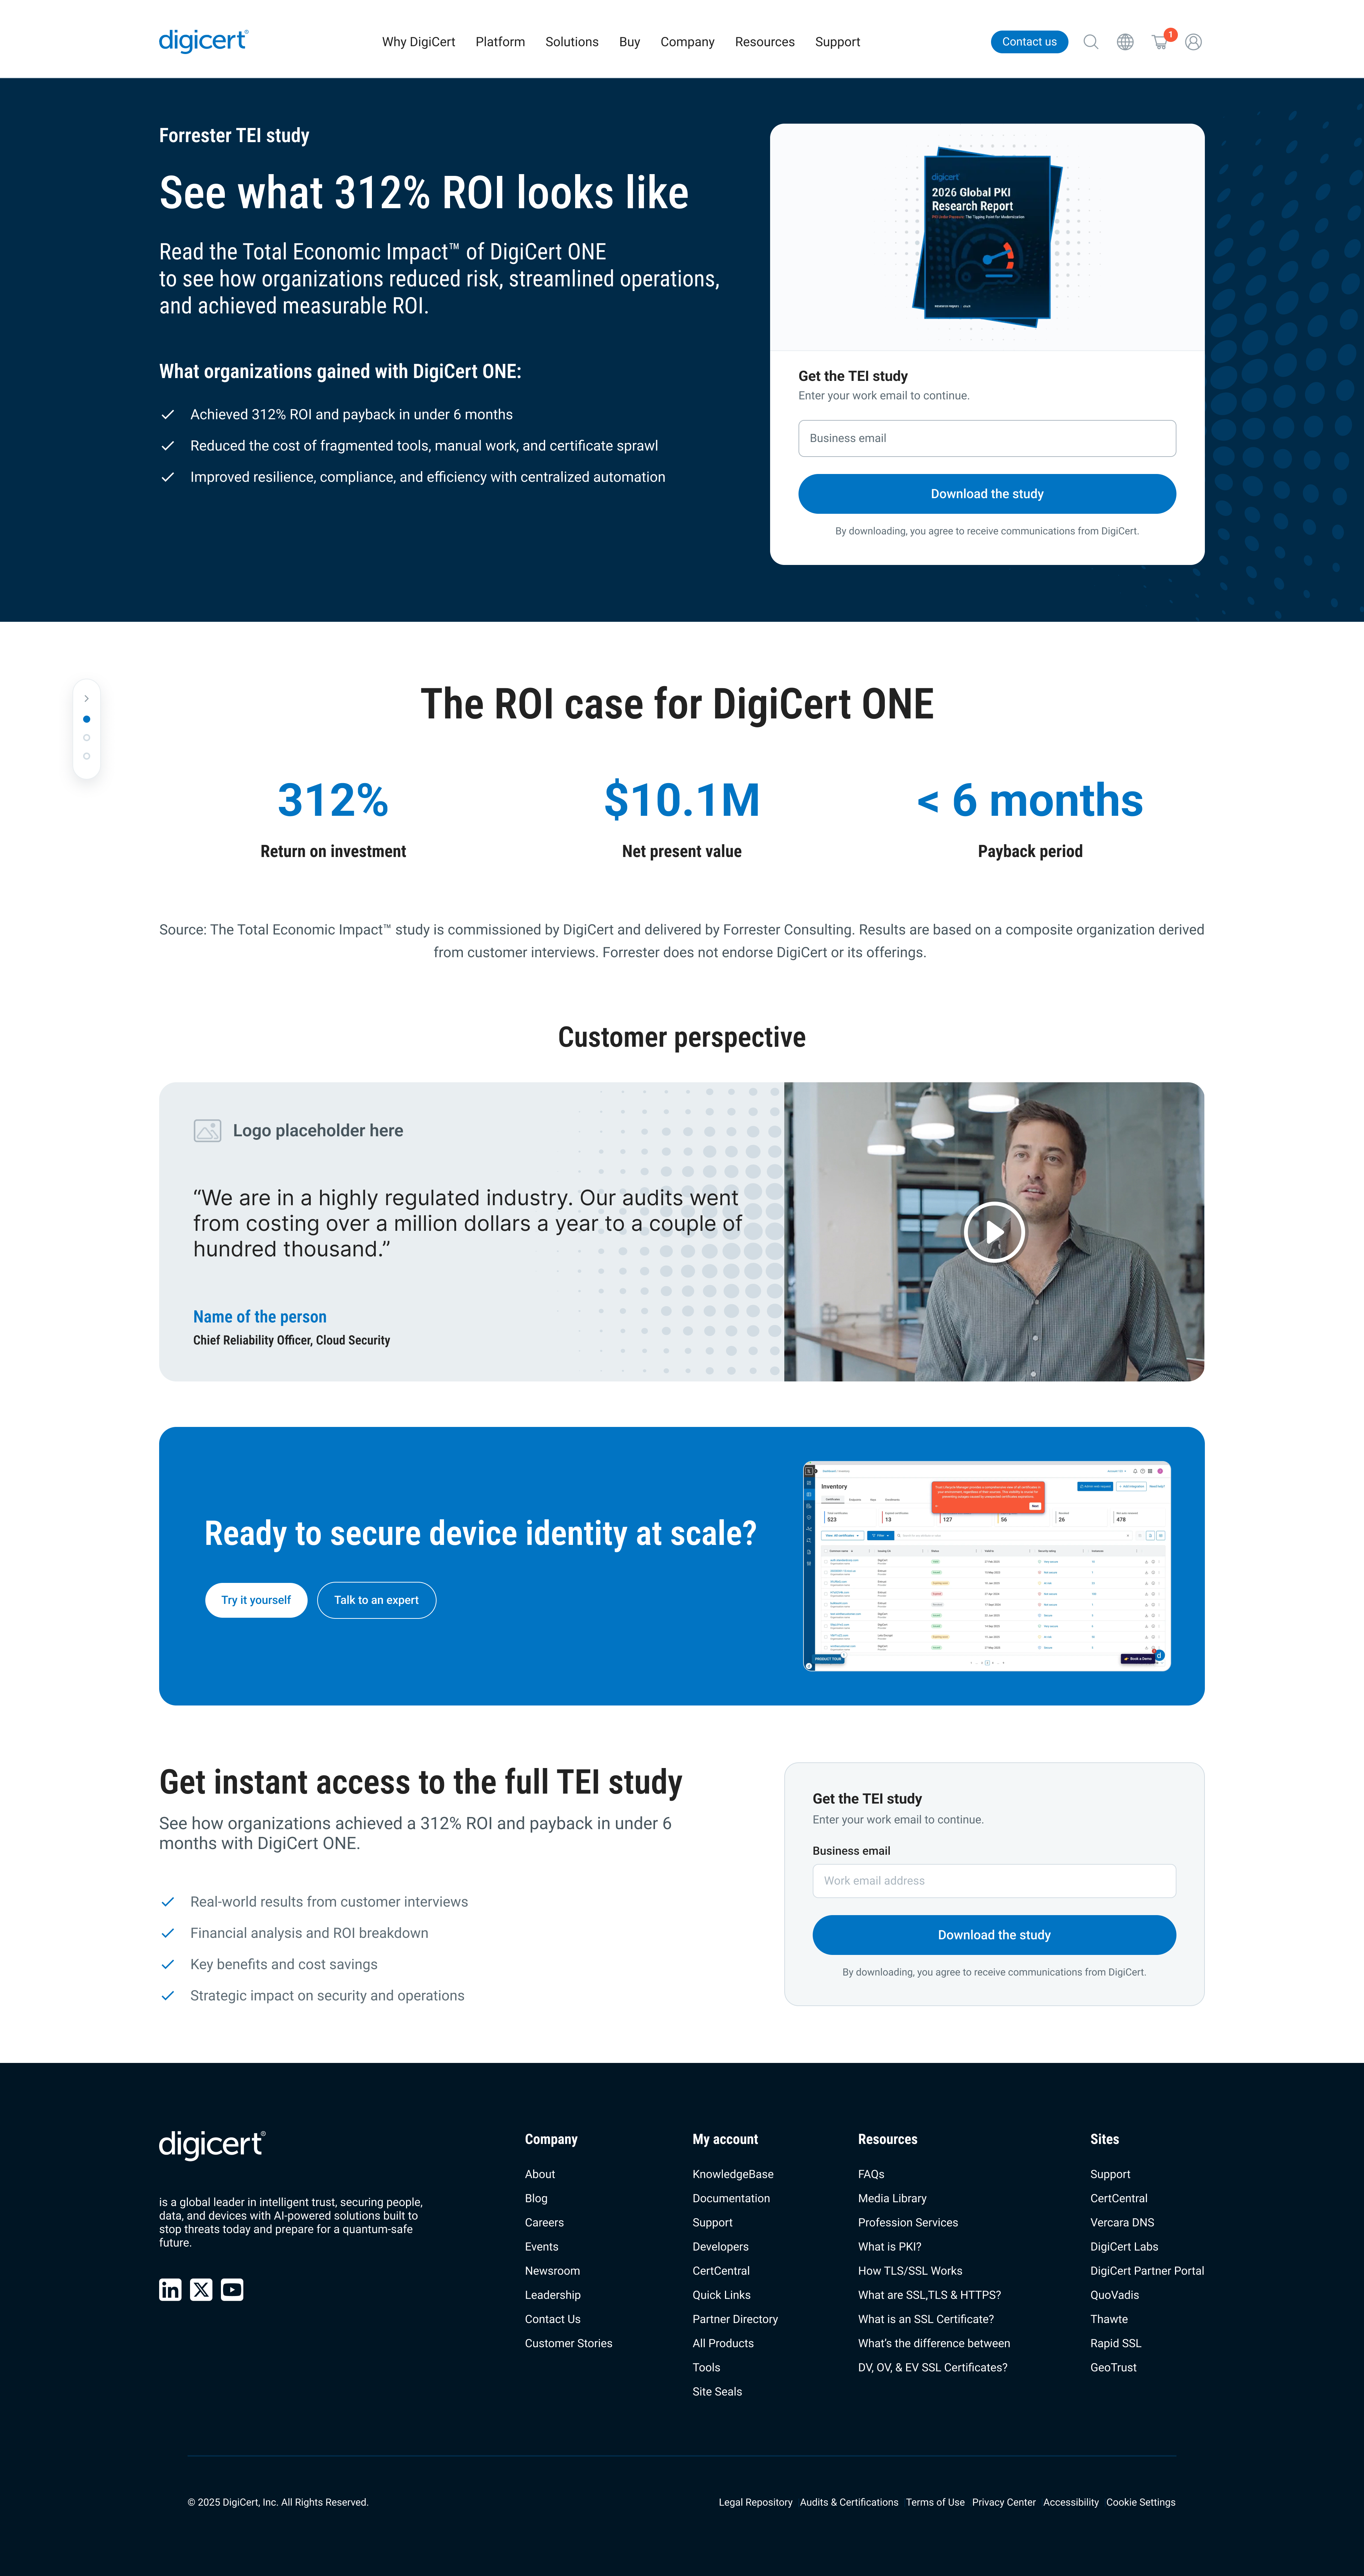 digicert®
Why DigiCert Platform Solutions Buy Company Resources Support
Contact us
1
Forrester TEI study
See what 312% ROI looks like
Read the Total Economic Impact™ of DigiCert ONE
to see how organizations reduced risk, streamlined operations,
and achieved measurable ROI.
What organizations gained with DigiCert ONE:
Achieved 312% ROI and payback in under 6 months
Reduced the cost of fragmented tools, manual work, and certificate sprawl
Improved resilience, compliance, and efficiency with centralized automation
digicert
2026 Global PKI
Research Report
PKI Under Pressure: The Tipping Point for Modernization
Get the TEI study
Enter your work email to continue.
Business email
Download the study
By downloading, you agree to receive communications from DigiCert.
The ROI case for DigiCert ONE
312%
Return on investment
$10.1M
Net present value
< 6 months
Payback period
Source: The Total Economic Impact™ study is commissioned by DigiCert and delivered by Forrester Consulting. Results are based on a composite organization derived
from customer interviews. Forrester does not endorse DigiCert or its offerings.
Customer perspective
Logo placeholder here
“We are in a highly regulated industry. Our audits went
from costing over a million dollars a year to a couple of
hundred thousand.”
Name of the person
Chief Reliability Officer, Cloud Security
Ready to secure device identity at scale?
Try it yourself
Talk to an expert
Inventory
523
13
127
56
26
478
PRODUCT TOUR
Book a Demo
Get instant access to the full TEI study
See how organizations achieved a 312% ROI and payback in under 6
months with DigiCert ONE.
Real-world results from customer interviews
Financial analysis and ROI breakdown
Key benefits and cost savings
Strategic impact on security and operations
Get the TEI study
Enter your work email to continue.
Business email
Work email address
Download the study
By downloading, you agree to receive communications from DigiCert.
digicert®
is a global leader in intelligent trust, securing people,
data, and devices with AI-powered solutions built to
stop threats today and prepare for a quantum-safe
future.
Company
About
Blog
Careers
Events
Newsroom
Leadership
Contact Us
Customer Stories
My account
KnowledgeBase
Documentation
Support
Developers
CertCentral
Quick Links
Partner Directory
All Products
Tools
Site Seals
Resources
FAQs
Media Library
Profession Services
What is PKI?
How TLS/SSL Works
What are SSL,TLS & HTTPS?
What is an SSL Certificate?
What's the difference between
DV, OV, & EV SSL Certificates?
Sites
Support
CertCentral
Vercara DNS
DigiCert Labs
DigiCert Partner Portal
QuoVadis
Thawte
Rapid SSL
GeoTrust
© 2025 DigiCert, Inc. All Rights Reserved.
Legal Repository Audits & Certifications Terms of Use Privacy Center Accessibility Cookie Settings